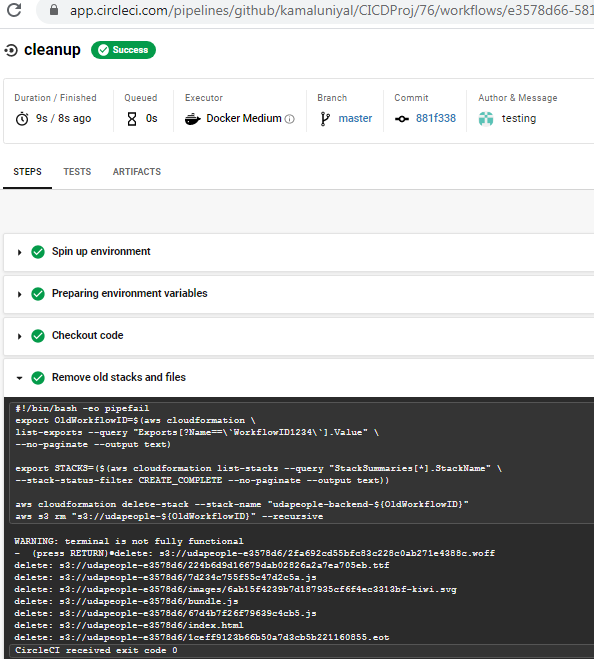 app.circleci.com/pipelines/github/kamaluniyal/CICDProj/76/workflows/e3578d66-581
cleanup Success
Duration / Finished Queued Executor Branch Commit Author & Message
9s / 8s ago 0s Docker Medium master 881f338 testing
STEPS TESTS ARTIFACTS
Spin up environment
Preparing environment variables
Checkout code
Remove old stacks and files
#!/bin/bash -eo pipefail
export OldWorkflowID=$(aws cloudformation \
list-exports --query "Exports[?Name==\`WorkflowID1234\`].Value" \
--no-paginate --output text)
export STACKS=($(aws cloudformation list-stacks --query "StackSummaries[*].StackName" \
--stack-status-filter CREATE_COMPLETE --no-paginate --output text))
aws cloudformation delete-stack --stack-name "udapeople-backend-${OldWorkflowID}"
aws s3 rm "s3://udapeople-${OldWorkflowID}" --recursive
WARNING: terminal is not fully functional
-  (press RETURN)delete: s3://udapeople-e3578d6/2fa692cd55bfc83c228c0ab271e4388c.woff
delete: s3://udapeople-e3578d6/224b6d9d16679dab02826a2a7ea705eb.ttf
delete: s3://udapeople-e3578d6/7d234c755f55c47d2c5a.js
delete: s3://udapeople-e3578d6/images/6ab15f4239b7d187935cf6f4ec3313bf-kiwi.svg
delete: s3://udapeople-e3578d6/bundle.js
delete: s3://udapeople-e3578d6/67d4b7f26f79639c4cb5.js
delete: s3://udapeople-e3578d6/index.html
delete: s3://udapeople-e3578d6/1ceff9123b66b50a7d3cb5b221160855.eot
CircleCI received exit code 0